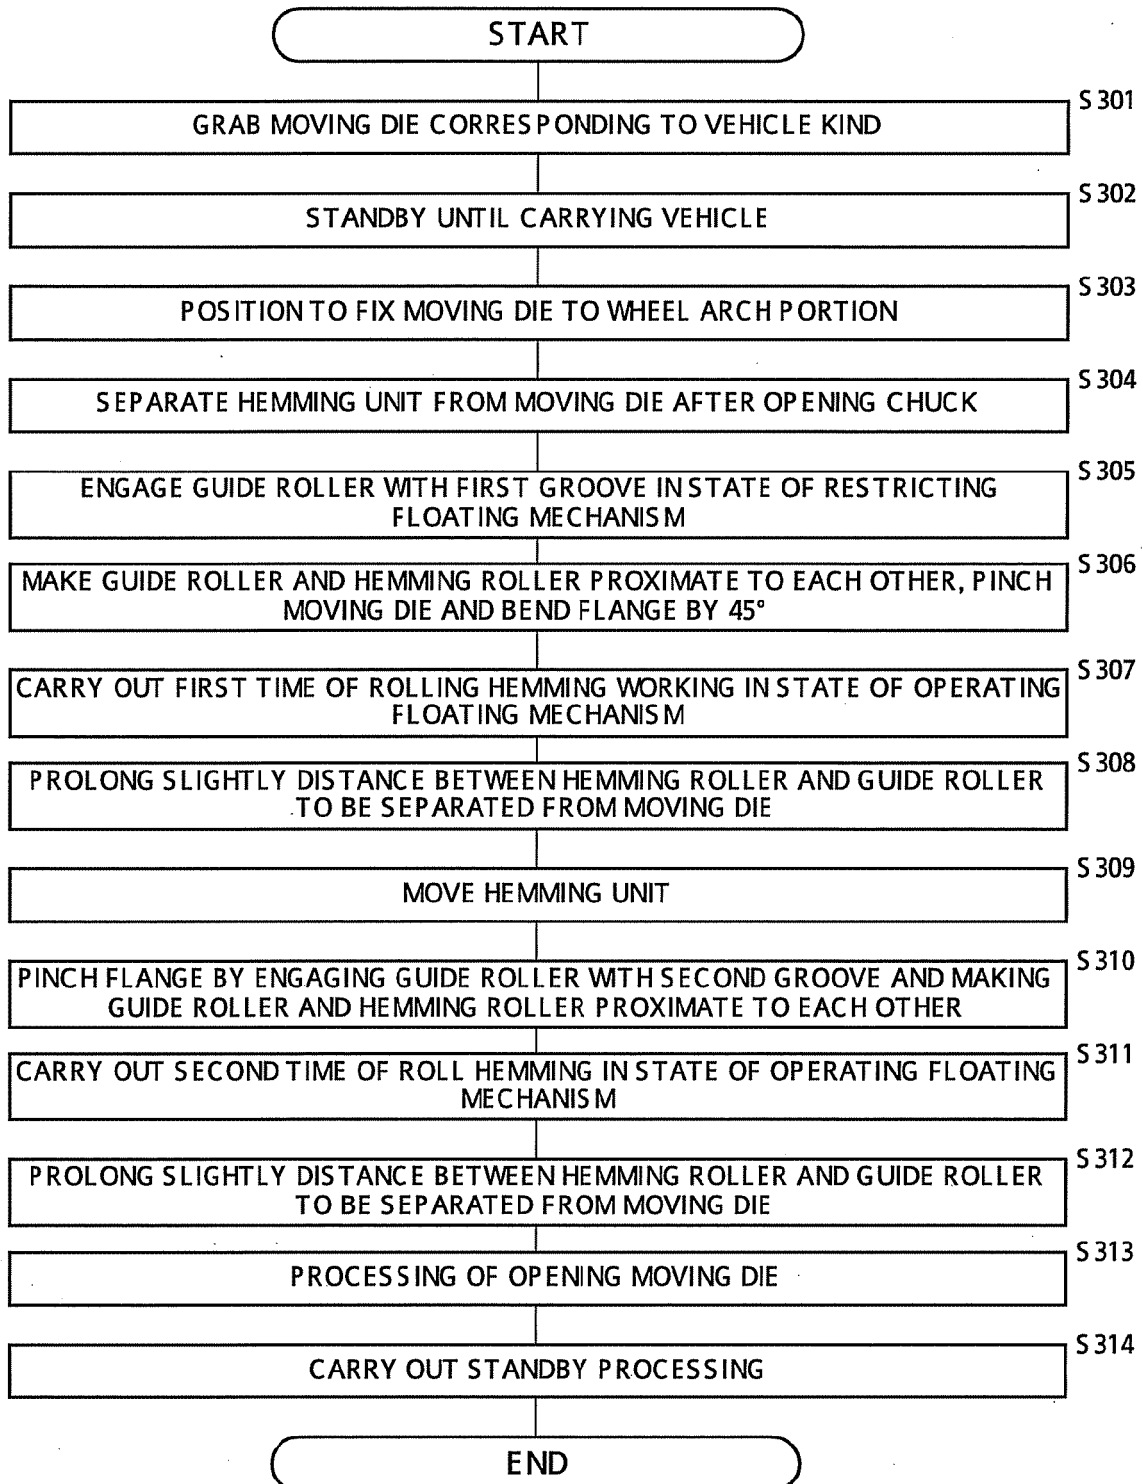 START
S301
GRAB MOVING DIE CORRESPONDING TO VEHICLE KIND
S302
STANDBY UNTIL CARRYING VEHICLE
S303
POSITION TO FIX MOVING DIE TO WHEEL ARCH PORTION
S304
SEPARATE HEMMING UNIT FROM MOVING DIE AFTER OPENING CHUCK
S305
ENGAGE GUIDE ROLLER WITH FIRST GROOVE IN STATE OF RESTRICTING
FLOATING MECHANISM
S306
MAKE GUIDE ROLLER AND HEMMING ROLLER PROXIMATE TO EACH OTHER, PINCH
MOVING DIE AND BEND FLANGE BY 45°
S307
CARRY OUT FIRST TIME OF ROLLING HEMMING WORKING IN STATE OF OPERATING
FLOATING MECHANISM
S308
PROLONG SLIGHTLY DISTANCE BETWEEN HEMMING ROLLER AND GUIDE ROLLER
TO BE SEPARATED FROM MOVING DIE
S309
MOVE HEMMING UNIT
S310
PINCH FLANGE BY ENGAGING GUIDE ROLLER WITH SECOND GROOVE AND MAKING
GUIDE ROLLER AND HEMMING ROLLER PROXIMATE TO EACH OTHER
S311
CARRY OUT SECOND TIME OF ROLL HEMMING IN STATE OF OPERATING FLOATING
MECHANISM
S312
PROLONG SLIGHTLY DISTANCE BETWEEN HEMMING ROLLER AND GUIDE ROLLER
TO BE SEPARATED FROM MOVING DIE
S313
PROCESSING OF OPENING MOVING DIE
S314
CARRY OUT STANDBY PROCESSING
END